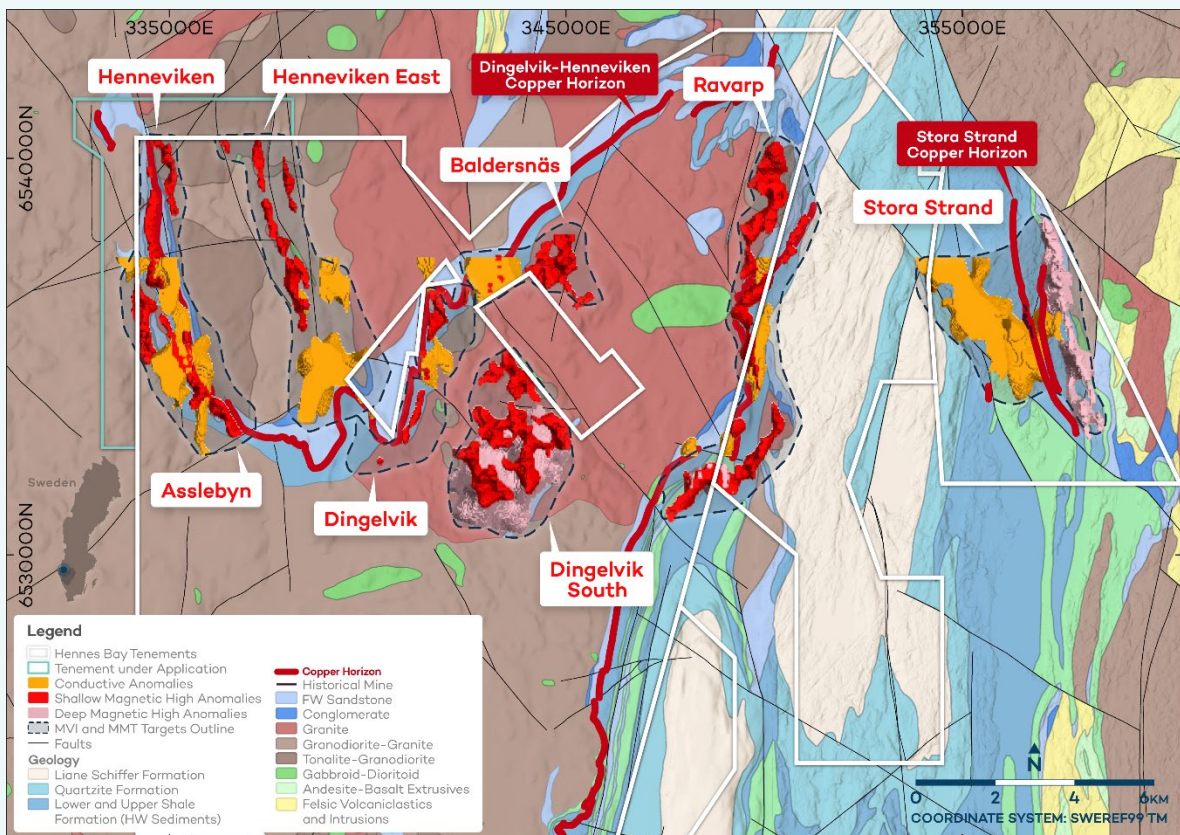 335000E
345000E
355000E
6540000N
6530000N
Henneviken
Henneviken East
Dingelvik-Henneviken
Copper Horizon
Ravarp
Baldersnäs
Stora Strand
Copper Horizon
Stora Strand
Asslebyn
Dingelvik
Dingelvik
South
Sweden
Legend
Hennes Bay Tenements
Tenement under Application
Conductive Anomalies
Shallow Magnetic High Anomalies
Deep Magnetic High Anomalies
MVI and MMT Targets Outline
Faults
Geology
Liane Schiffer Formation
Quartzite Formation
Lower and Upper Shale
Formation (HW Sediments)
Copper Horizon
Historical Mine
FW Sandstone
Conglomerate
Granite
Granodiorite-Granite
Tonalite-Granodiorite
Gabbroid-Dioritoid
Andesite-Basalt Extrusives
Felsic Volcaniclastics
and Intrusions
N
0 2 4 6KM
COORDINATE SYSTEM: SWEREF99 TM